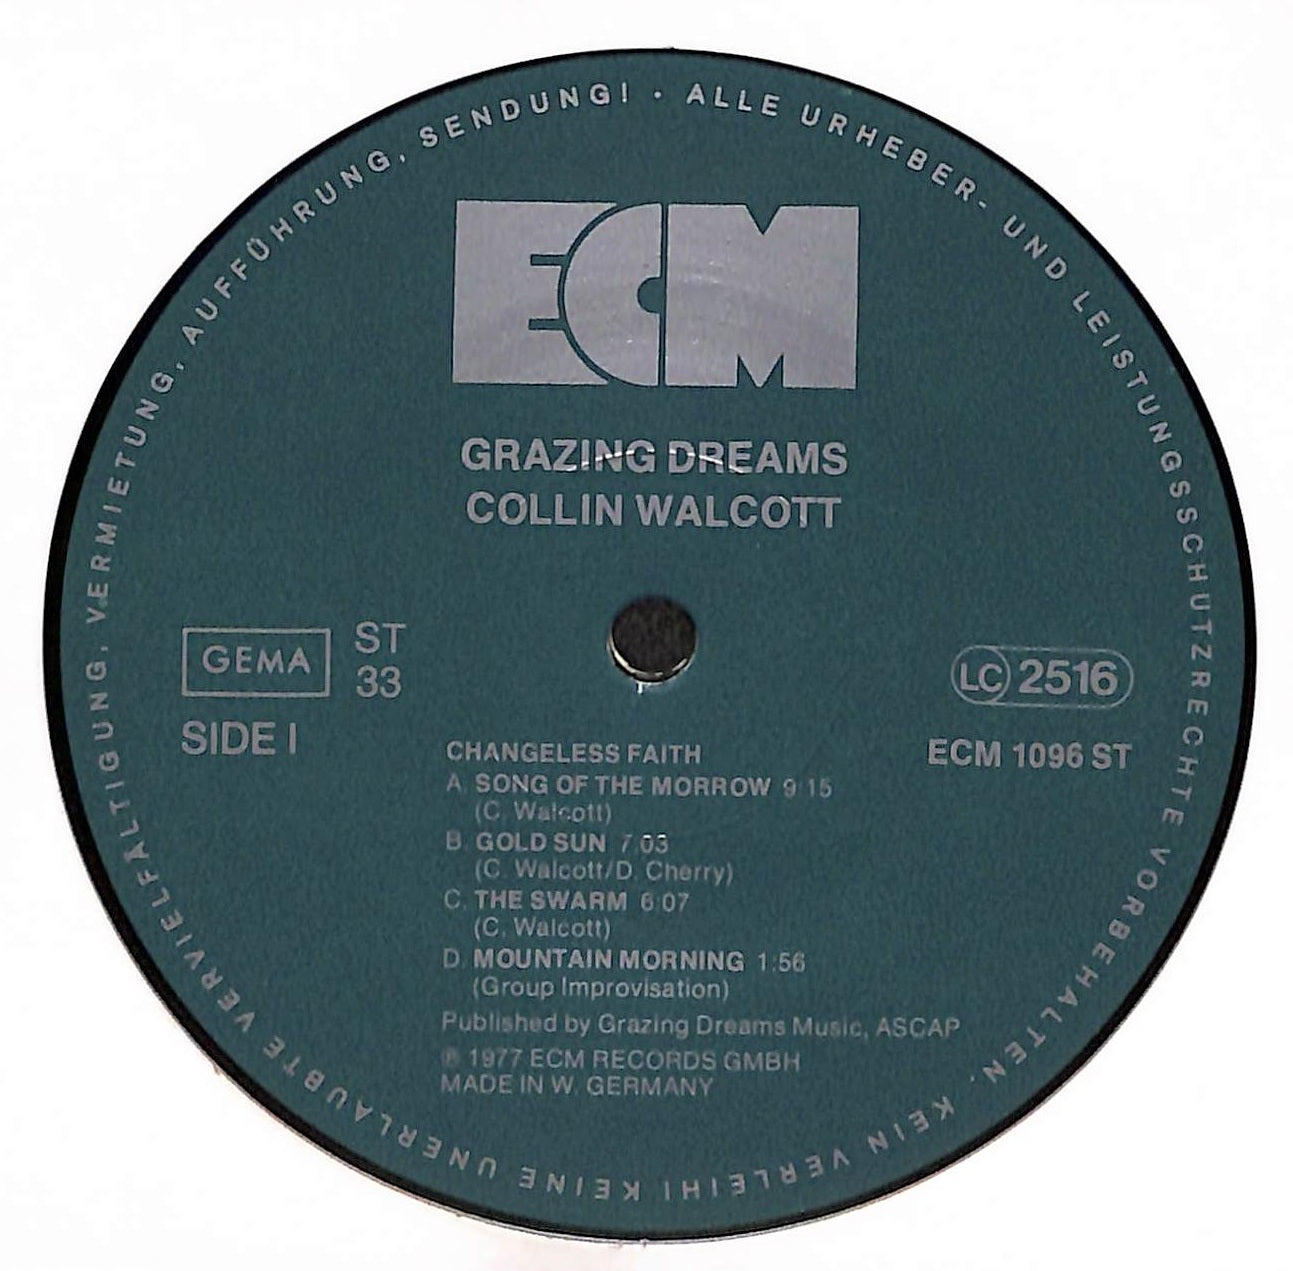 ALLE URHEBER- UND LEISTUNGSSCHUTZRECHTE VORBEHALTEN. KEIN VERLEIH! KEINE UNERLAUBTE VERVIELFÄLTIGUNG, VERMIETUNG, AUFFÜHRUNG, SENDUNG! •
ECM
GRAZING DREAMS
COLLIN WALCOTT
GEMA
ST
33
LC 2516
SIDE I
ECM 1096 ST
CHANGELESS FAITH
A. SONG OF THE MORROW 9:15
(C. Walcott)
B. GOLD SUN 7:03
(C. Walcott/D. Cherry)
C. THE SWARM 6:07
(C. Walcott)
D. MOUNTAIN MORNING 1:56
(Group Improvisation)
Published by Grazing Dreams Music, ASCAP
℗ 1977 ECM RECORDS GMBH
MADE IN W. GERMANY